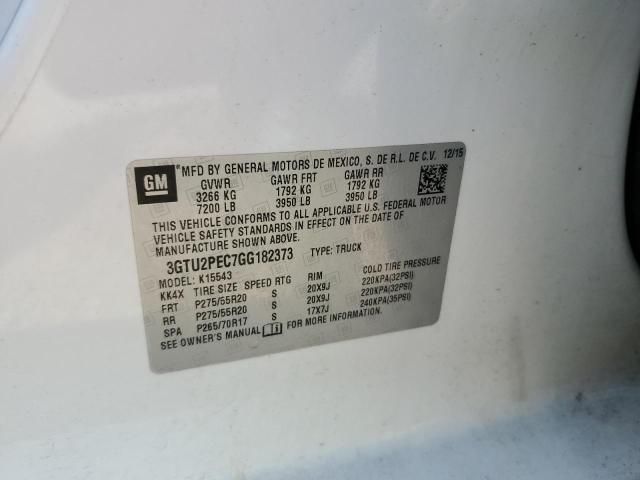 GM
*MFD BY GENERAL MOTORS DE MEXICO, S. DE R.L. DE C.V. 12/15
GVWR GAWR FRT GAWR RR
3266 KG 1792 KG 1792 KG
7200 LB 3950 LB 3950 LB
THIS VEHICLE CONFORMS TO ALL APPLICABLE U.S. FEDERAL MOTOR
VEHICLE SAFETY STANDARDS IN EFFECT ON THE DATE OF
MANUFACTURE SHOWN ABOVE.
3GTU2PEC7GG182373 TYPE: TRUCK
MODEL: K15543
KK4X TIRE SIZE SPEED RTG RIM COLD TIRE PRESSURE
FRT P275/55R20 S 20X9J 220KPA(32PSI)
RR P275/55R20 S 20X9J 220KPA(32PSI)
SPA P265/70R17 S 17X7J 240KPA(35PSI)
SEE OWNER'S MANUAL FOR MORE INFORMATION.